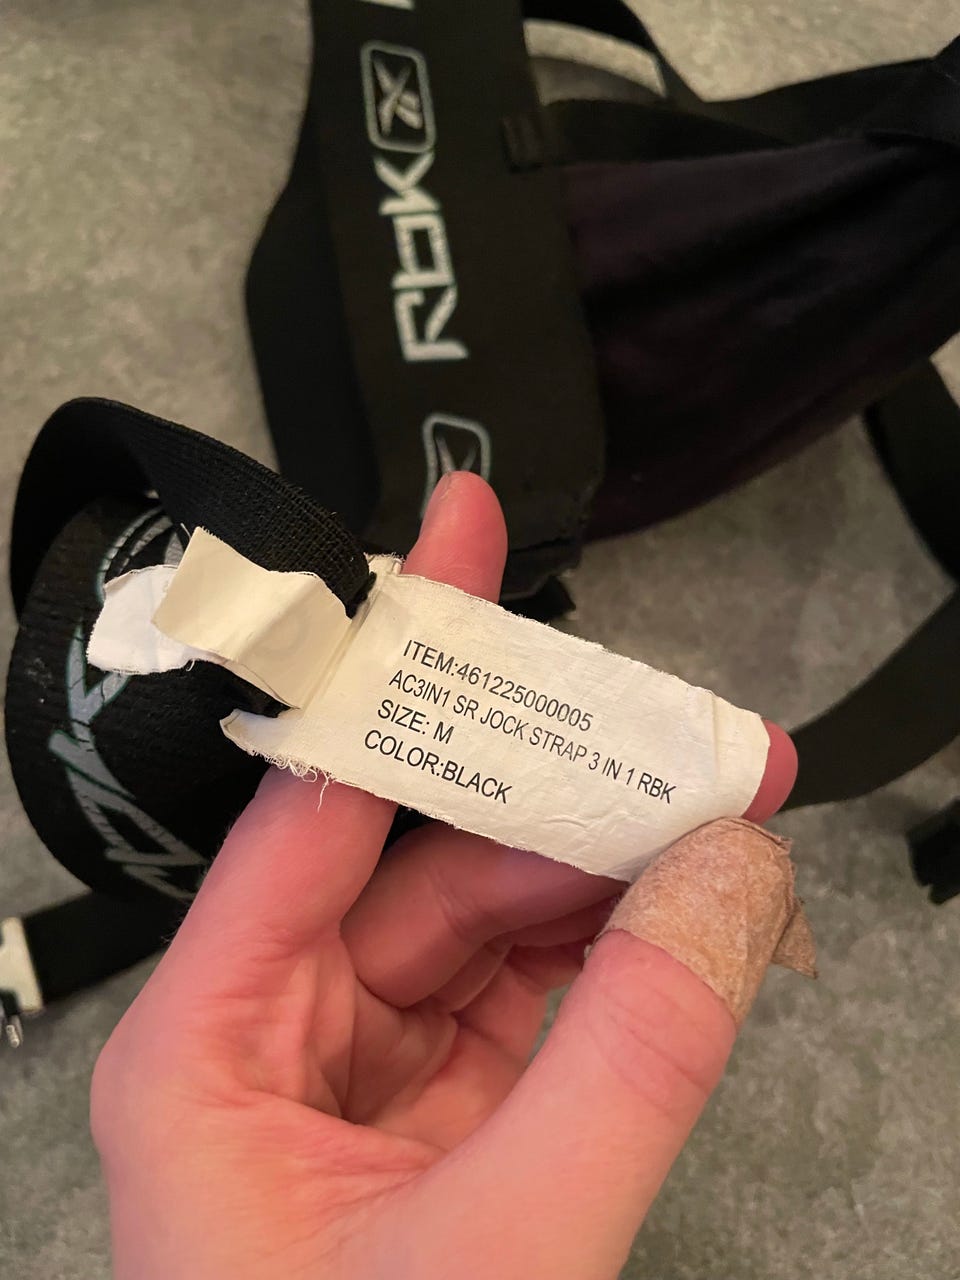 RbK
ITEM:461225000005
AC3IN1 SR JOCK STRAP 3 IN 1 RBK
SIZE: M
COLOR:BLACK